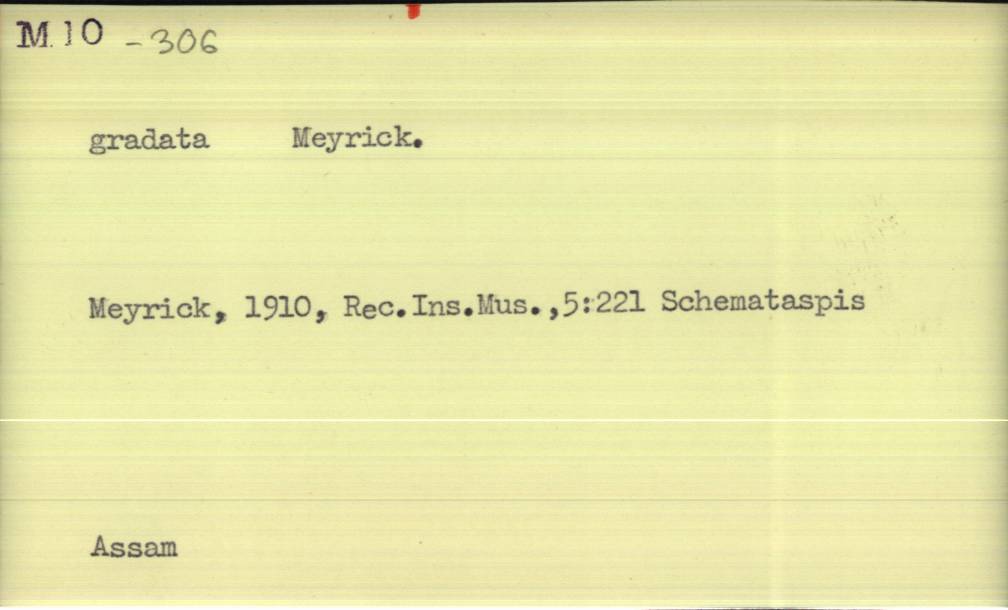 M 10 - 306
gradata Meyrick.
Meyrick, 1910, Rec.Ins.Mus.,5:221 Schemataspis
Assam